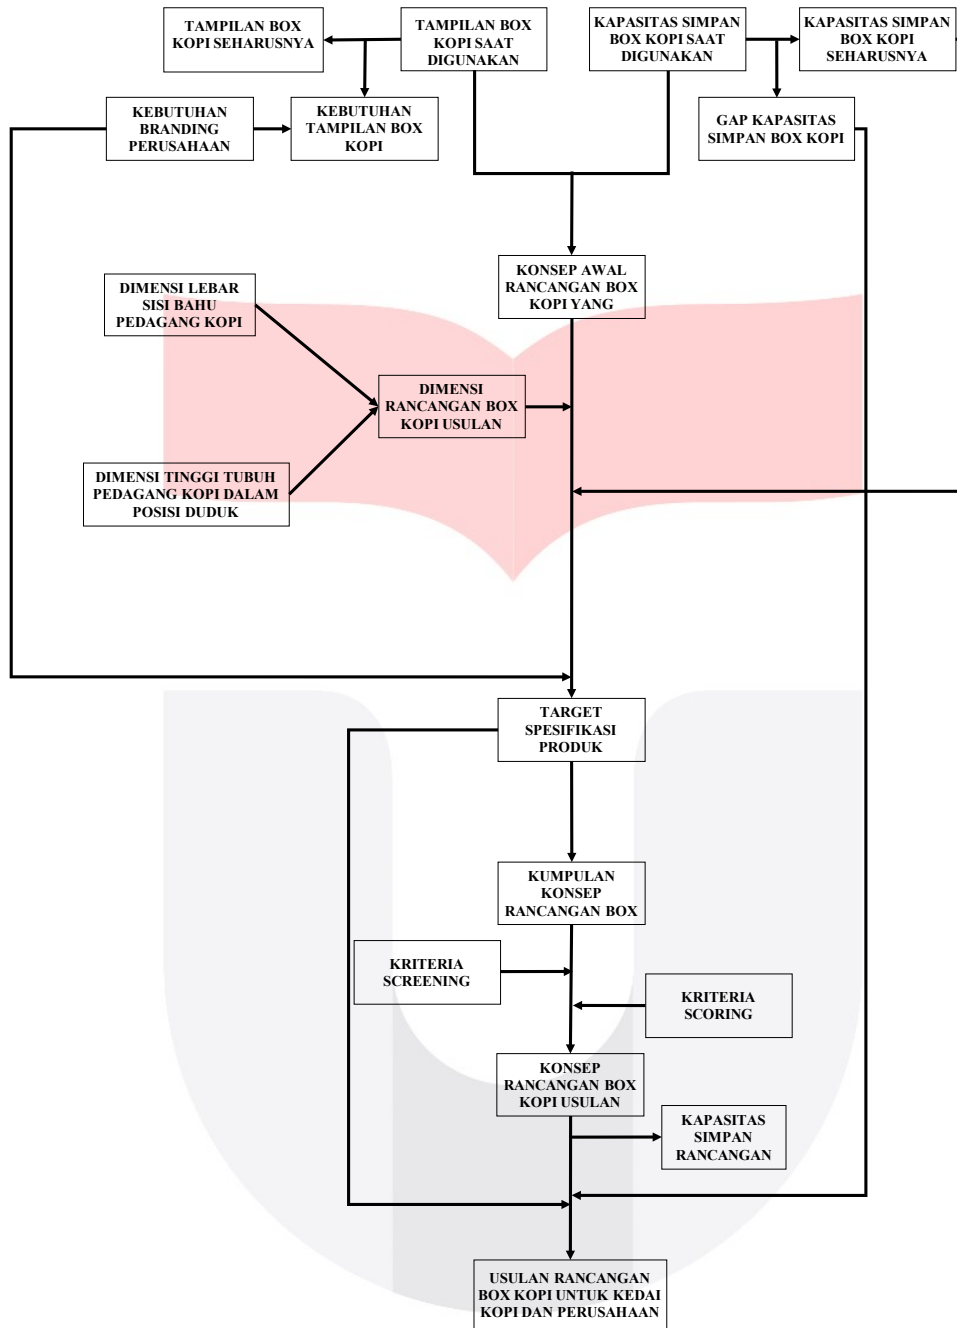 TAMPILAN BOX
KOPI SEHARUSNYA
TAMPILAN BOX
KOPI SAAT
DIGUNAKAN
KAPASITAS SIMPAN
BOX KOPI SAAT
DIGUNAKAN
KAPASITAS SIMPAN
BOX KOPI
SEHARUSNYA
KEBUTUHAN
BRANDING
PERUSAHAAN
KEBUTUHAN
TAMPILAN BOX
KOPI
GAP KAPASITAS
SIMPAN BOX KOPI
KONSEP AWAL
RANCANGAN BOX
KOPI YANG
DIMENSI LEBAR
SISI BAHU
PEDAGANG KOPI
DIMENSI
RANCANGAN BOX
KOPI USULAN
DIMENSI TINGGI TUBUH
PEDAGANG KOPI DALAM
POSISI DUDUK
TARGET
SPESIFIKASI
PRODUK
KUMPULAN
KONSEP
RANCANGAN BOX
KRITERIA
SCREENING
KRITERIA
SCORING
KONSEP
RANCANGAN BOX
KOPI USULAN
KAPASITAS
SIMPAN
RANCANGAN
USULAN RANCANGAN
BOX KOPI UNTUK KEDAI
KOPI DAN PERUSAHAAN